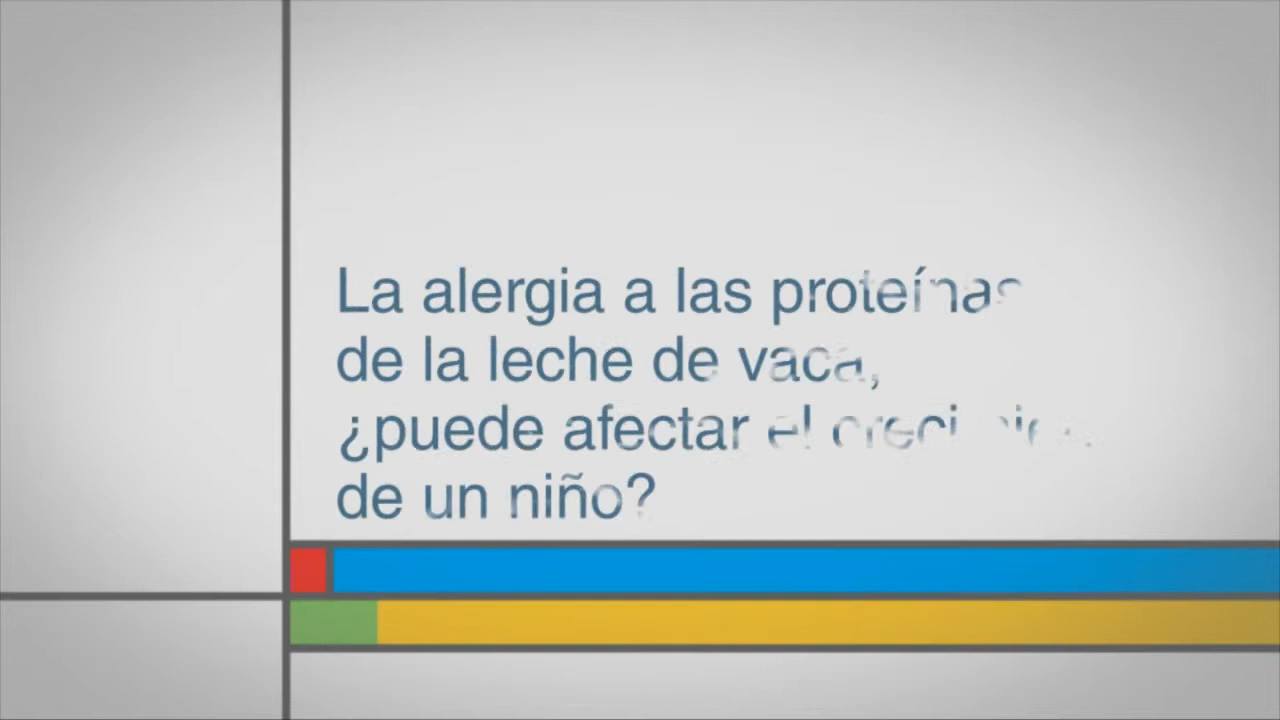 La alergia a las proteínas
de la leche de vaca,
¿puede afectar el
de un niño?